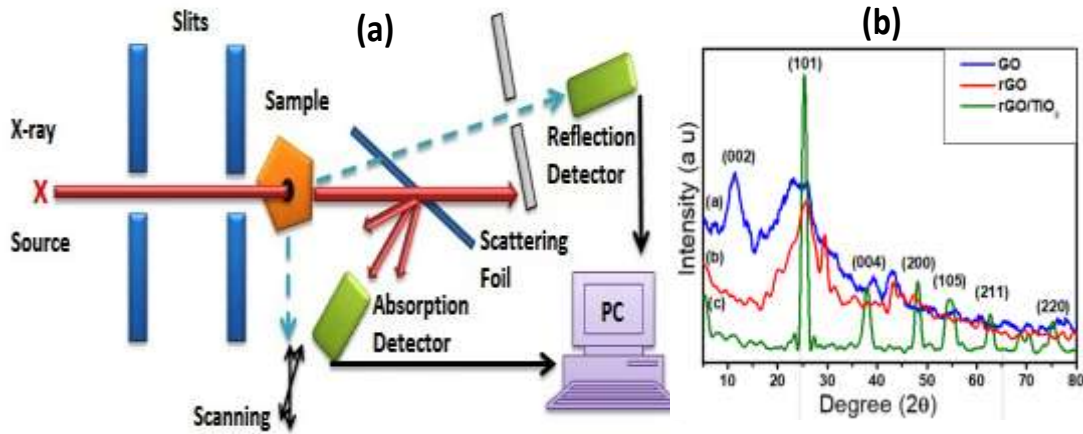 (a)
Slits
Sample
X-ray
X
Source
Reflection
Detector
Scattering
Foil
Absorption
Detector
PC
Scanning
(b)
GO
rGO
rGO/TiO2
(101)
(002)
(a)
(b)
(c)
(004)
(200)
(105)
(211)
(220)
Intensity (a u)
10 20 30 40 50 60 70 80
Degree (2θ)